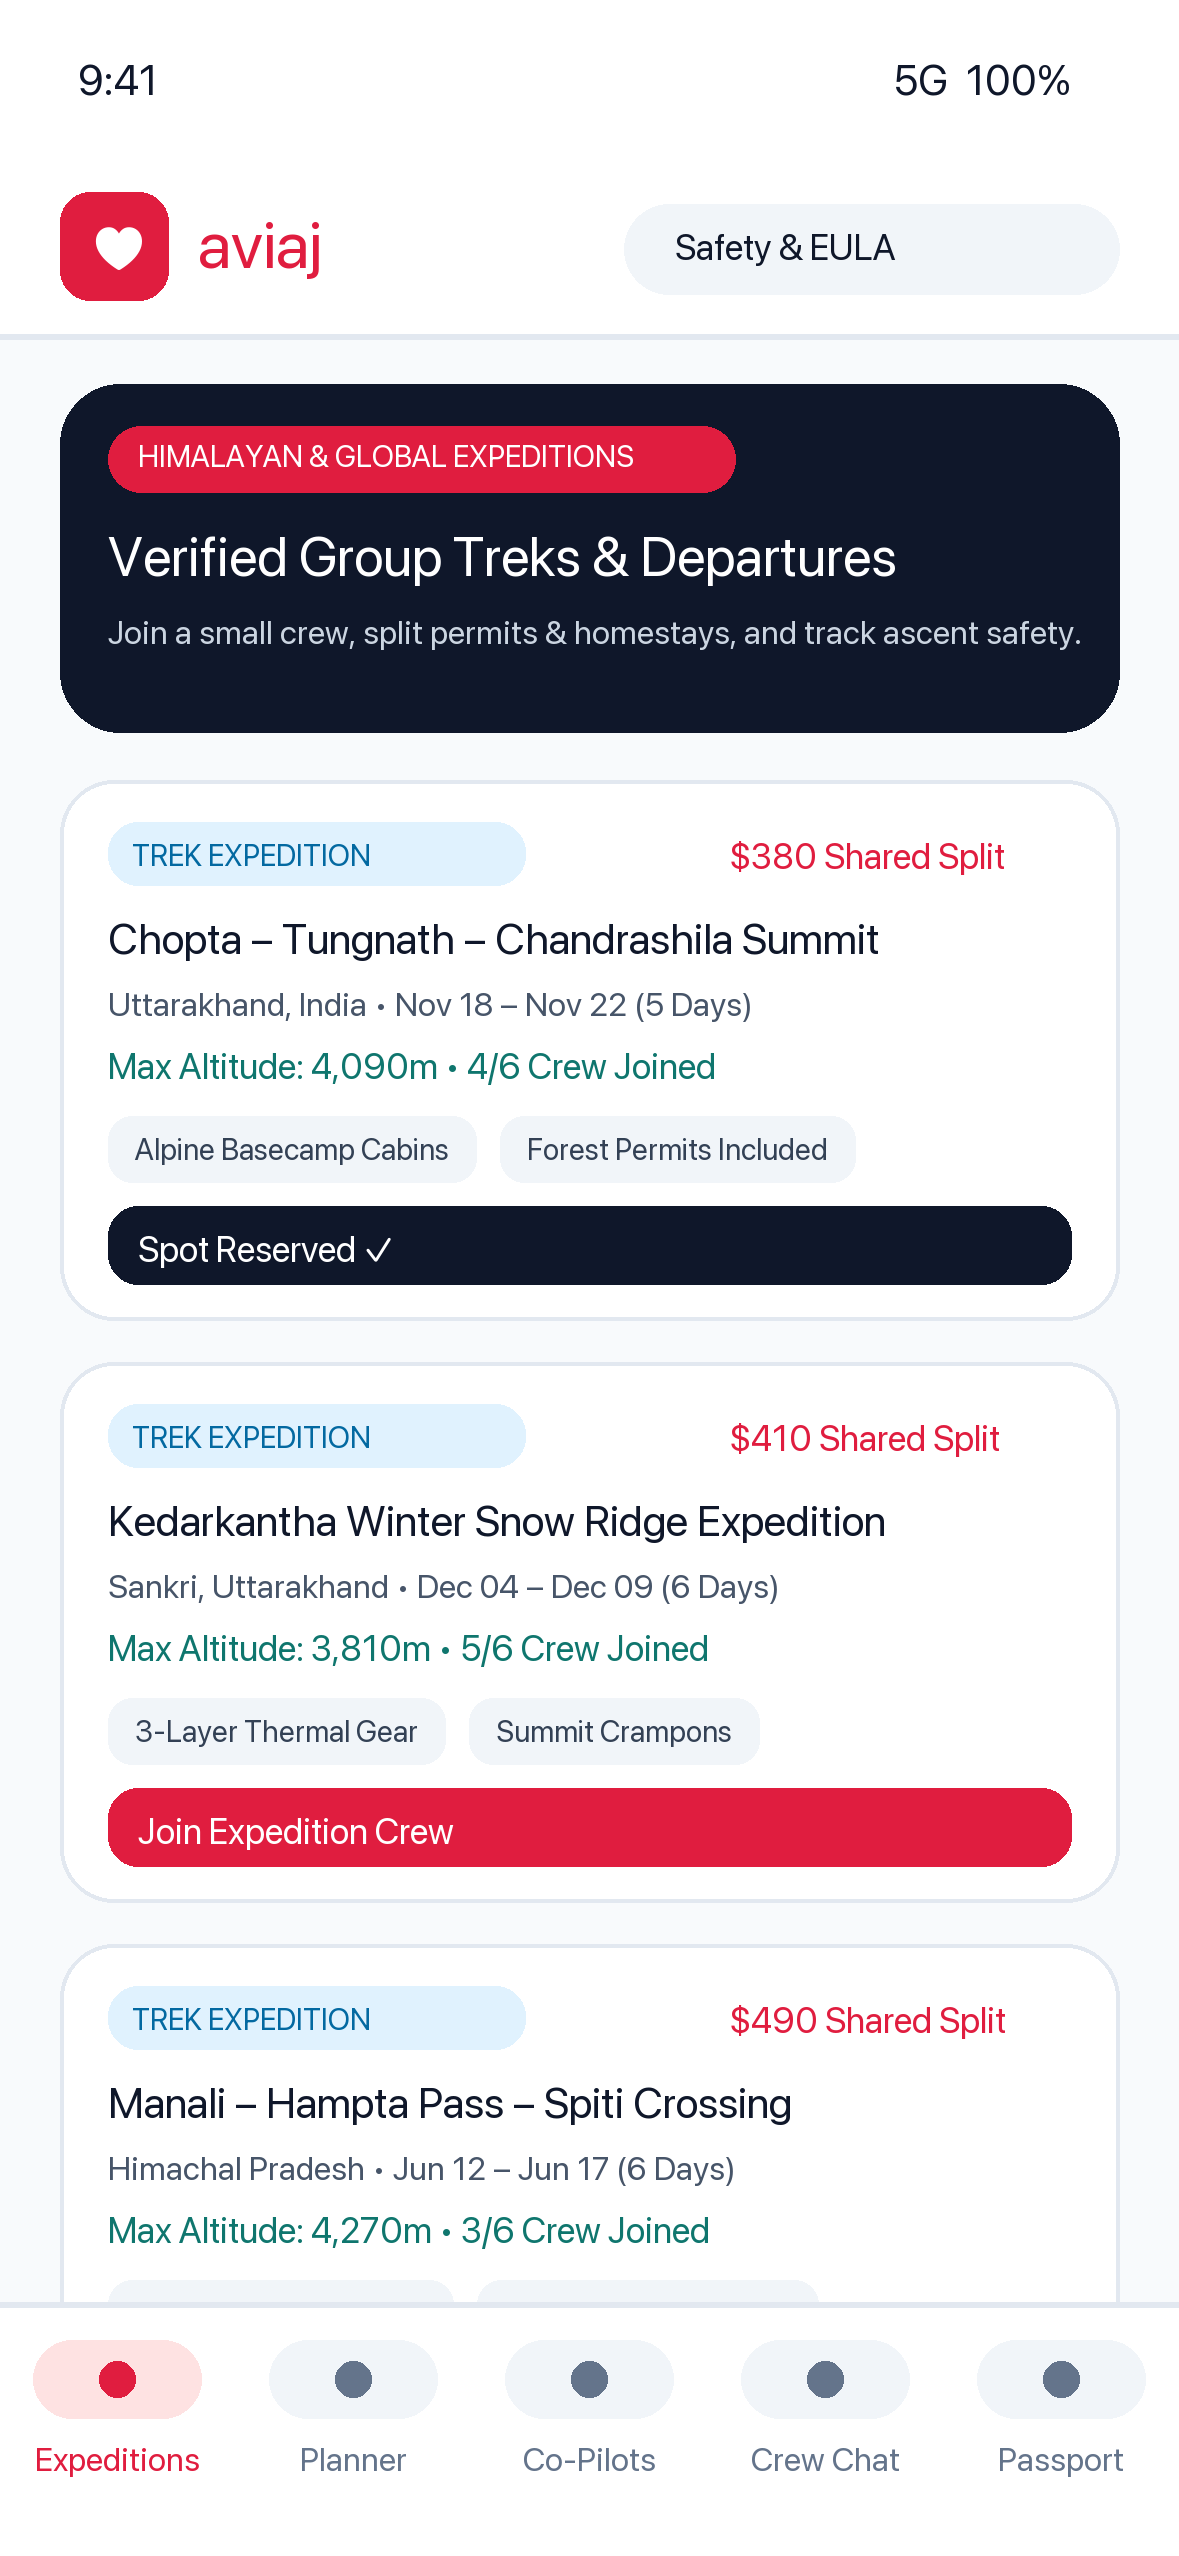 9:41
5G 100%
aviaj
Safety & EULA
HIMALAYAN & GLOBAL EXPEDITIONS
Verified Group Treks & Departures
Join a small crew, split permits & homestays, and track ascent safety.
TREK EXPEDITION
$380 Shared Split
Chopta – Tungnath – Chandrashila Summit
Uttarakhand, India • Nov 18 – Nov 22 (5 Days)
Max Altitude: 4,090m • 4/6 Crew Joined
Alpine Basecamp Cabins
Forest Permits Included
Spot Reserved ✓
TREK EXPEDITION
$410 Shared Split
Kedarkantha Winter Snow Ridge Expedition
Sankri, Uttarakhand • Dec 04 – Dec 09 (6 Days)
Max Altitude: 3,810m • 5/6 Crew Joined
3-Layer Thermal Gear
Summit Crampons
Join Expedition Crew
TREK EXPEDITION
$490 Shared Split
Manali – Hampta Pass – Spiti Crossing
Himachal Pradesh • Jun 12 – Jun 17 (6 Days)
Max Altitude: 4,270m • 3/6 Crew Joined
Expeditions
Planner
Co-Pilots
Crew Chat
Passport